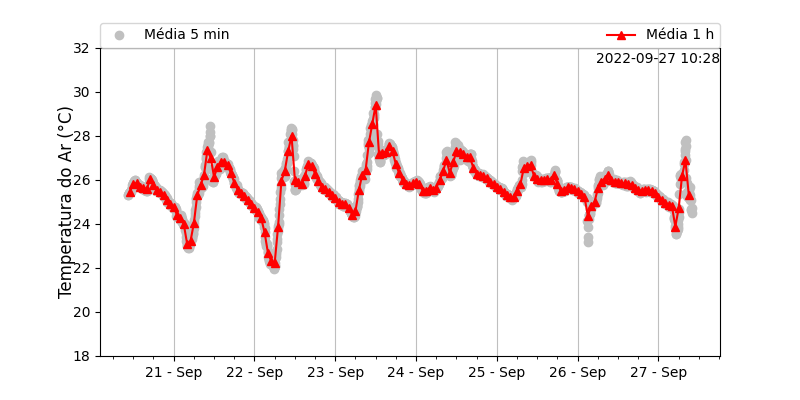 Média 5 min
Média 1 h
2022-09-27 10:28
Temperatura do Ar (°C)
32
30
28
26
24
22
20
18
21 - Sep
22 - Sep
23 - Sep
24 - Sep
25 - Sep
26 - Sep
27 - Sep